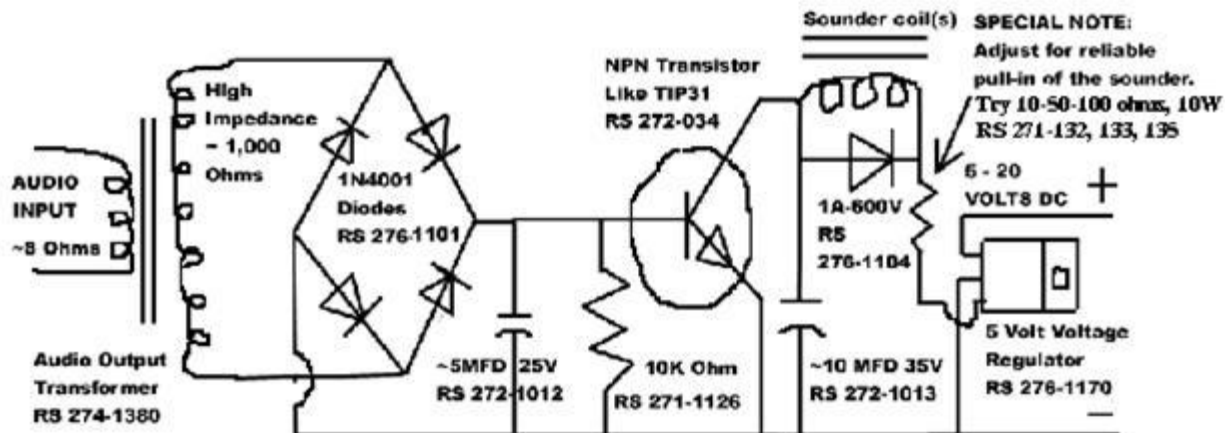 Sounder coil(s)
SPECIAL NOTE:
Adjust for reliable
pull-in of the sounder.
Try 10-50-100 ohms, 10W
RS 271-132, 133, 135
NPN Transistor
Like TIP31
RS 272-034
High
Impedance
~ 1,000
Ohms
AUDIO
INPUT
~8 Ohms
1N4001
Diodes
RS 276-1101
1A-600V
RS
276-1104
6 - 20
VOLTS DC
+
5 Volt Voltage
Regulator
RS 276-1170
–
Audio Output
Transformer
RS 274-1380
~5MFD 25V
RS 272-1012
10K Ohm
RS 271-1126
~10 MFD 35V
RS 272-1013